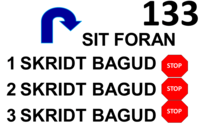 133
SIT FORAN
1 SKRIDT BAGUD STOP
2 SKRIDT BAGUD STOP
3 SKRIDT BAGUD STOP